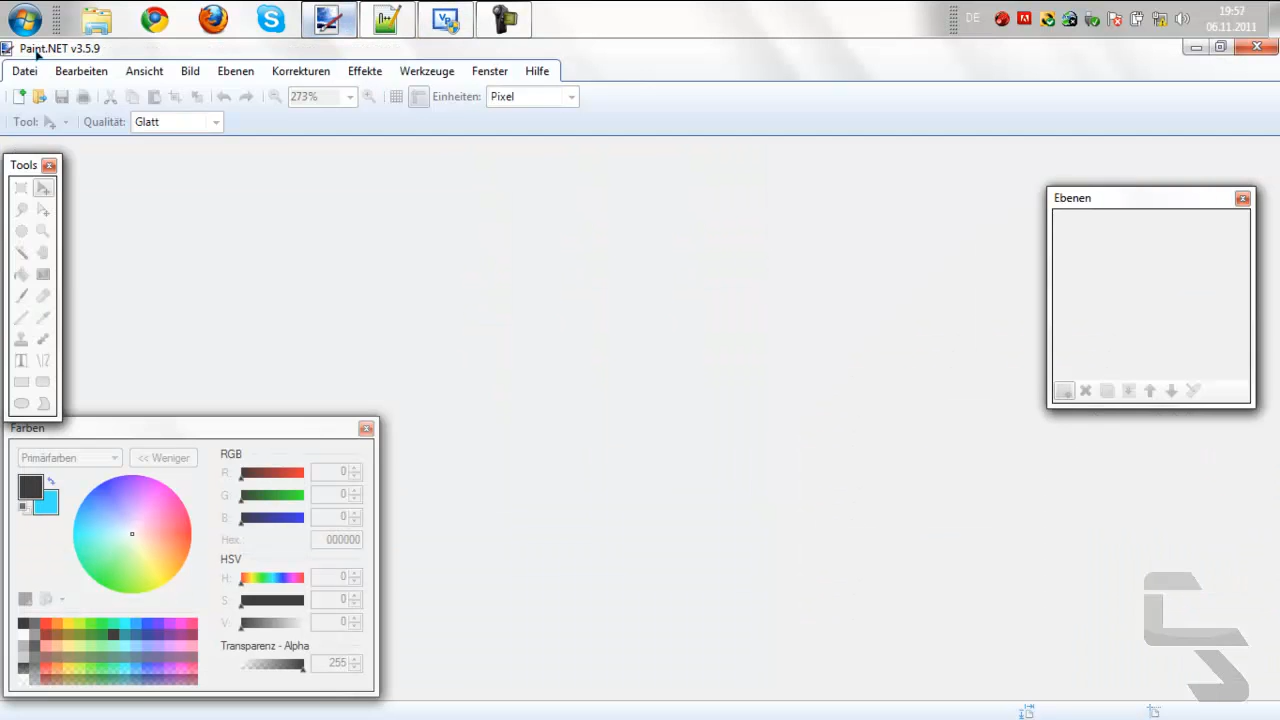 DE
19:57
06.11.2011
Paint.NET v3.5.9
Datei Bearbeiten Ansicht Bild Ebenen Korrekturen Effekte Werkzeuge Fenster Hilfe
273% Einheiten: Pixel
Tool: Qualität: Glatt
Tools
Ebenen
Farben
Primärfarben << Weniger
RGB
R: 0
G: 0
B: 0
Hex: 000000
HSV
H: 0
S: 0
V: 0
Transparenz - Alpha
255